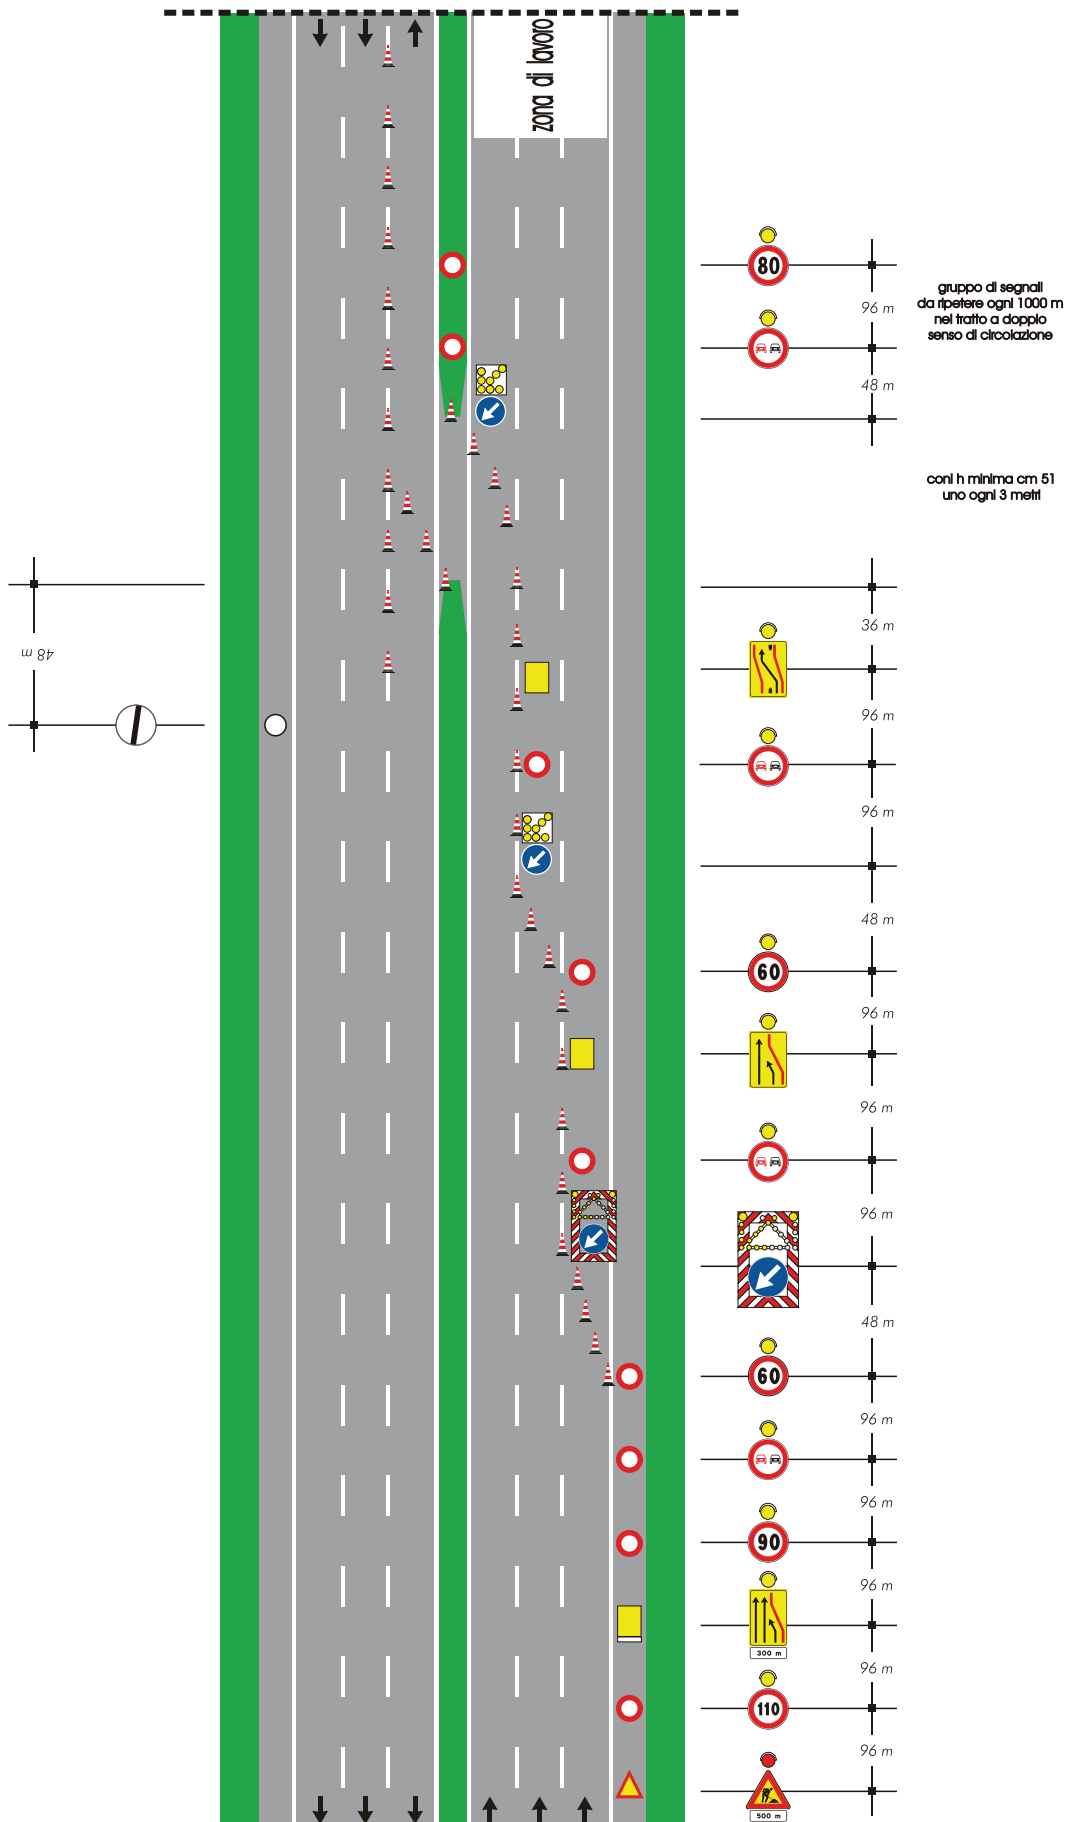 zona di lavoro
80
gruppo di segnali
da ripetere ogni 1000 m
nel tratto a doppio
senso di circolazione
96 m
48 m
coni h minima cm 51
uno ogni 3 metri
36 m
48 m
96 m
96 m
48 m
60
96 m
96 m
96 m
48 m
60
96 m
96 m
90
96 m
300 m
96 m
110
96 m
500 m